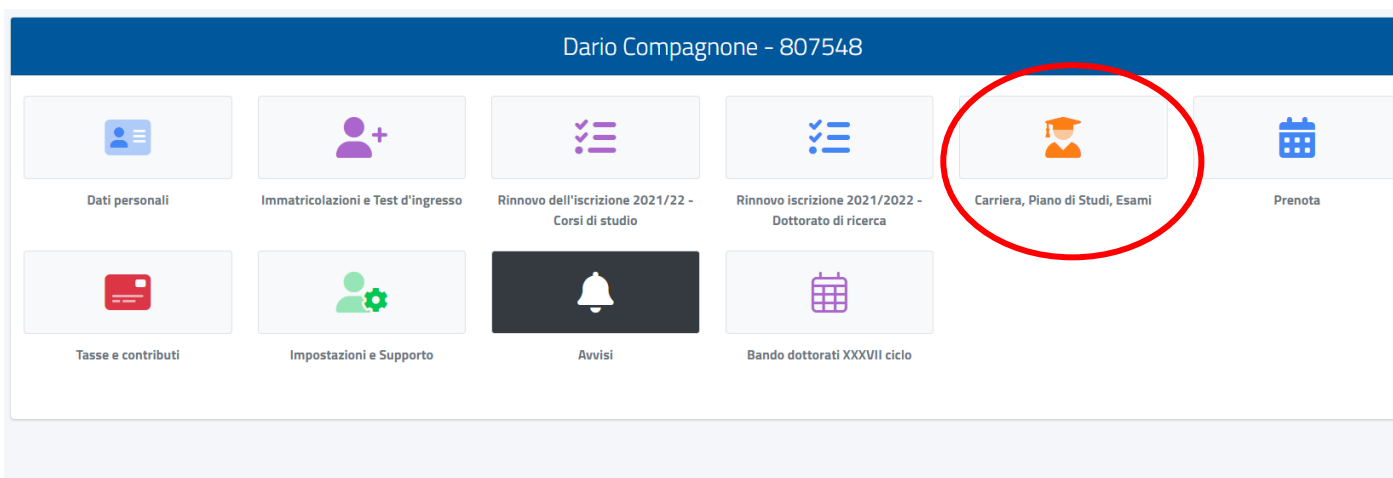 Dario Compagnone - 807548
Dati personali
Immatricolazioni e Test d'ingresso
Rinnovo dell'iscrizione 2021/22 -
Corsi di studio
Rinnovo iscrizione 2021/2022 -
Dottorato di ricerca
Carriera, Piano di Studi, Esami
Prenota
Tasse e contributi
Impostazioni e Supporto
Avvisi
Bando dottorati XXXVII ciclo